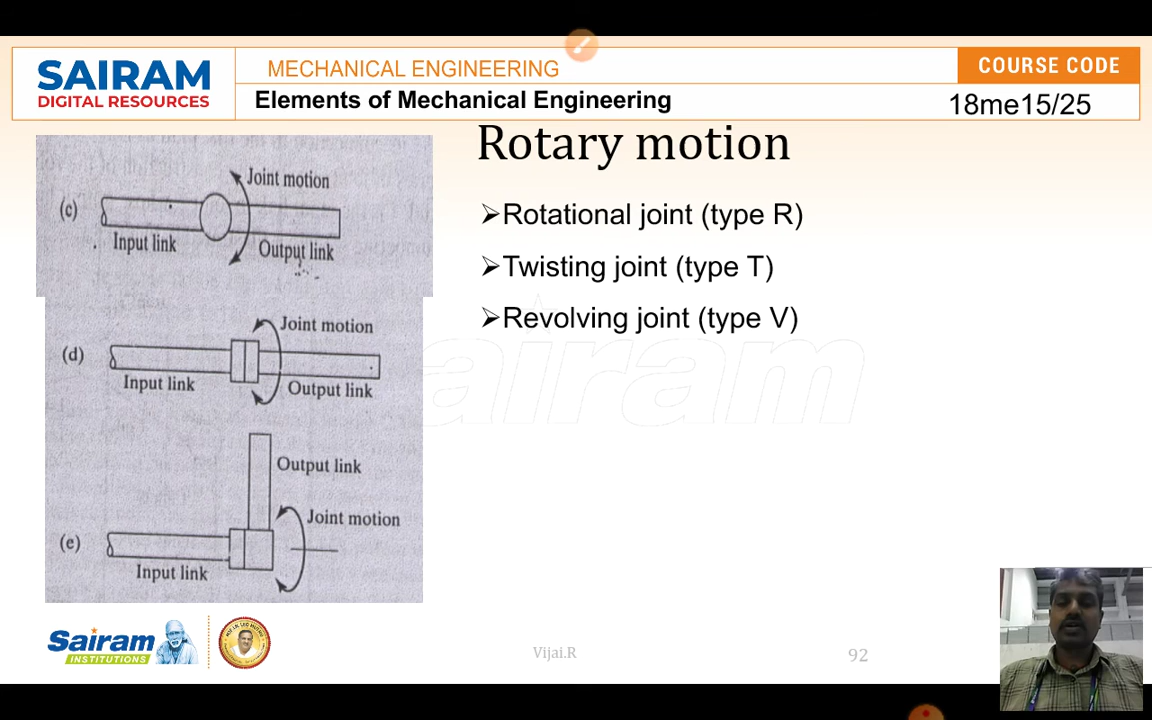 SAIRAM
DIGITAL RESOURCES
MECHANICAL ENGINEERING
Elements of Mechanical Engineering
COURSE CODE
18me15/25
Rotary motion
➢Rotational joint (type R)
➢Twisting joint (type T)
➢Revolving joint (type V)
(c)
Joint motion
Input link
Output link
(d)
Joint motion
Input link
Output link
(e)
Output link
Joint motion
Input link
sairam
Sairam
INSTITUTIONS
Vijai.R
92